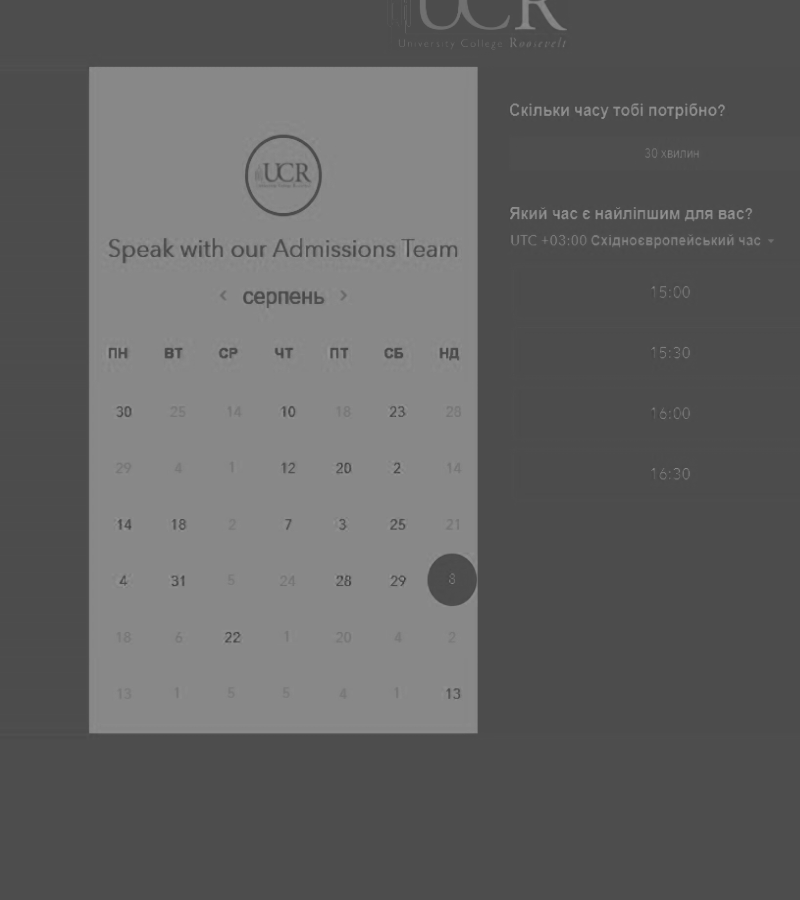 UCR
University College Roosevelt
UCR
Speak with our Admissions Team
< серпень >
ПН ВТ СР ЧТ ПТ СБ НД
30 25 14 10 18 23 28
29 4 1 12 20 2 14
14 18 2 7 3 25 21
4 31 5 24 28 29 8
18 6 22 1 20 4 2
13 1 5 5 4 1 13
Скільки часу тобі потрібно?
30 хвилин
Який час є найліпшим для вас?
UTC +03:00 Східноєвропейський час
15:00
15:30
16:00
16:30